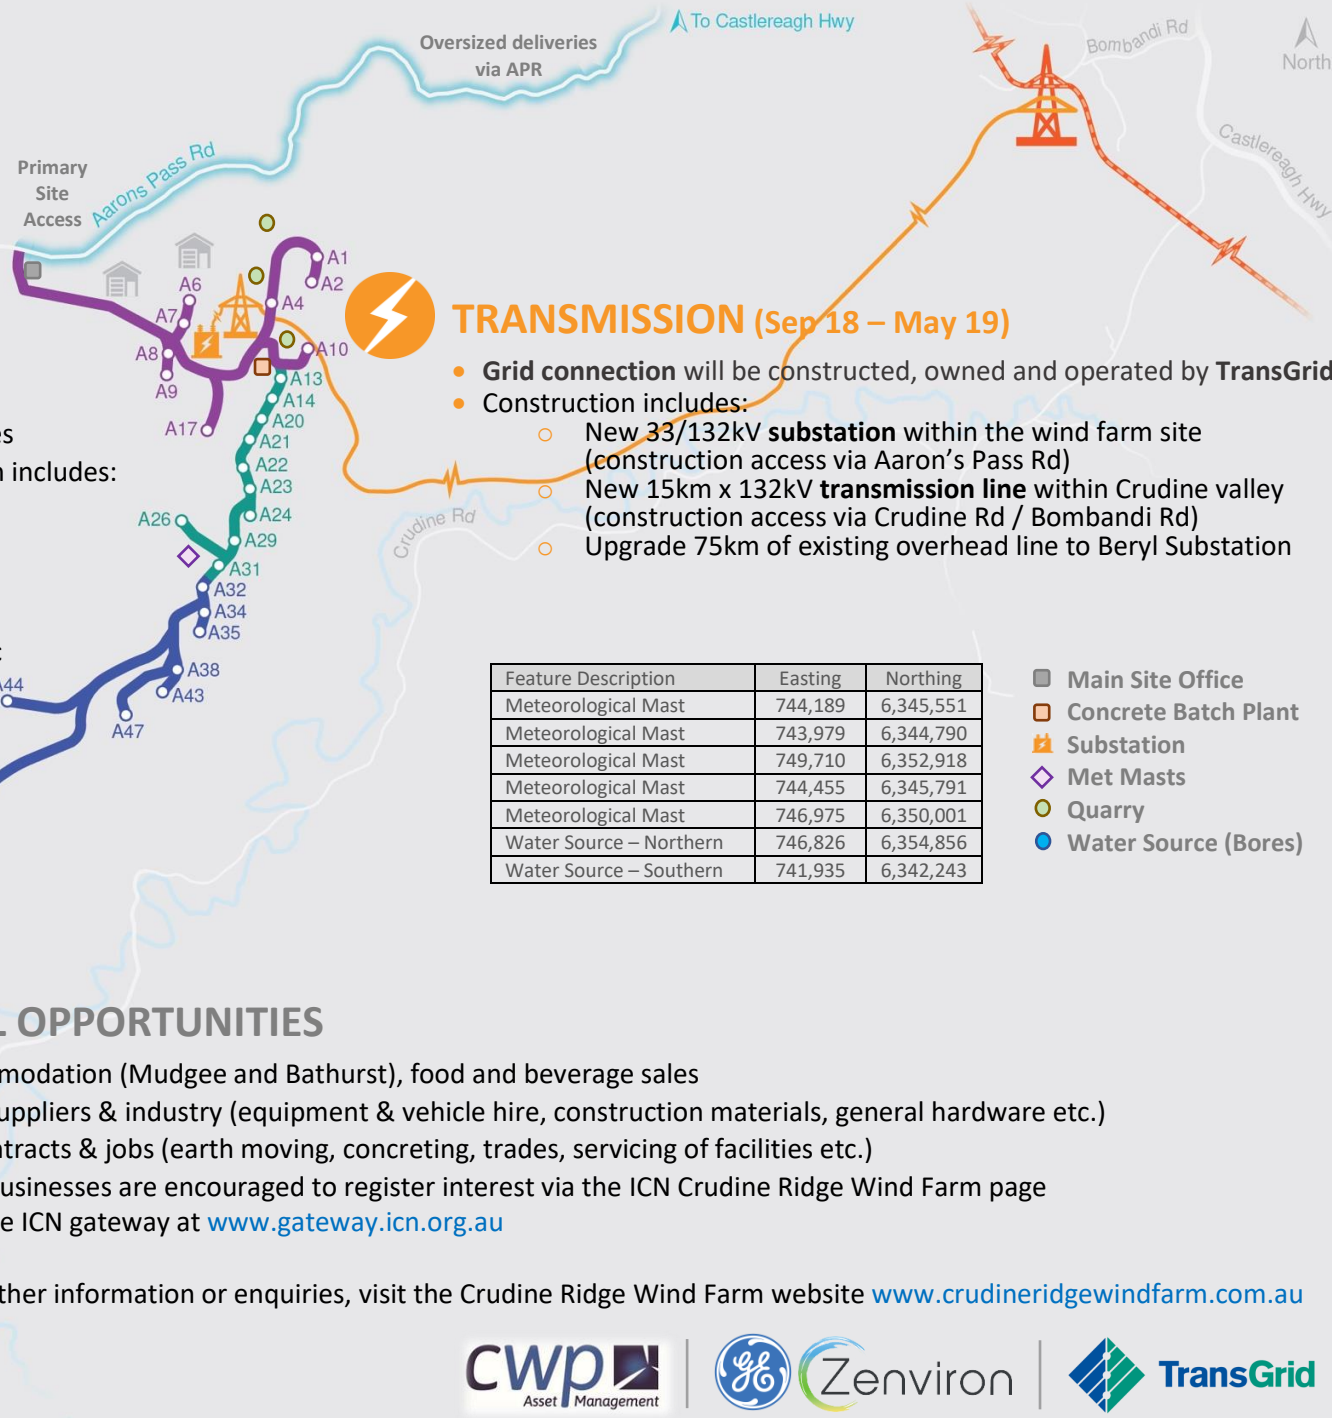 To Castlereagh Hwy
Oversized deliveries
via APR
Bombandi Rd
North
Castlereagh Hwy
Primary
Site
Access
Aarons Pass Rd
A1
A2
A4
A6
A7
A8
A9
A10
A13
A14
A17
A20
A21
A22
A23
A24
A26
A29
A31
A32
A34
A35
A38
A43
A44
A47
Crudine Rd
TRANSMISSION (Sep 18 – May 19)
• Grid connection will be constructed, owned and operated by TransGrid
• Construction includes:
o New 33/132kV substation within the wind farm site
(construction access via Aaron's Pass Rd)
o New 15km x 132kV transmission line within Crudine valley
(construction access via Crudine Rd / Bombandi Rd)
o Upgrade 75km of existing overhead line to Beryl Substation
includes:
Feature Description Easting Northing
Meteorological Mast 744,189 6,345,551
Meteorological Mast 743,979 6,344,790
Meteorological Mast 749,710 6,352,918
Meteorological Mast 744,455 6,345,791
Meteorological Mast 746,975 6,350,001
Water Source – Northern 746,826 6,354,856
Water Source – Southern 741,935 6,342,243
Main Site Office
Concrete Batch Plant
Substation
Met Masts
Quarry
Water Source (Bores)
OPPORTUNITIES
modation (Mudgee and Bathurst), food and beverage sales
uppliers & industry (equipment & vehicle hire, construction materials, general hardware etc.)
ntracts & jobs (earth moving, concreting, trades, servicing of facilities etc.)
usinesses are encouraged to register interest via the ICN Crudine Ridge Wind Farm page
e ICN gateway at www.gateway.icn.org.au
ther information or enquiries, visit the Crudine Ridge Wind Farm website www.crudineridgewindfarm.com.au
CWP
Asset Management
GE
Zenviron
TransGrid